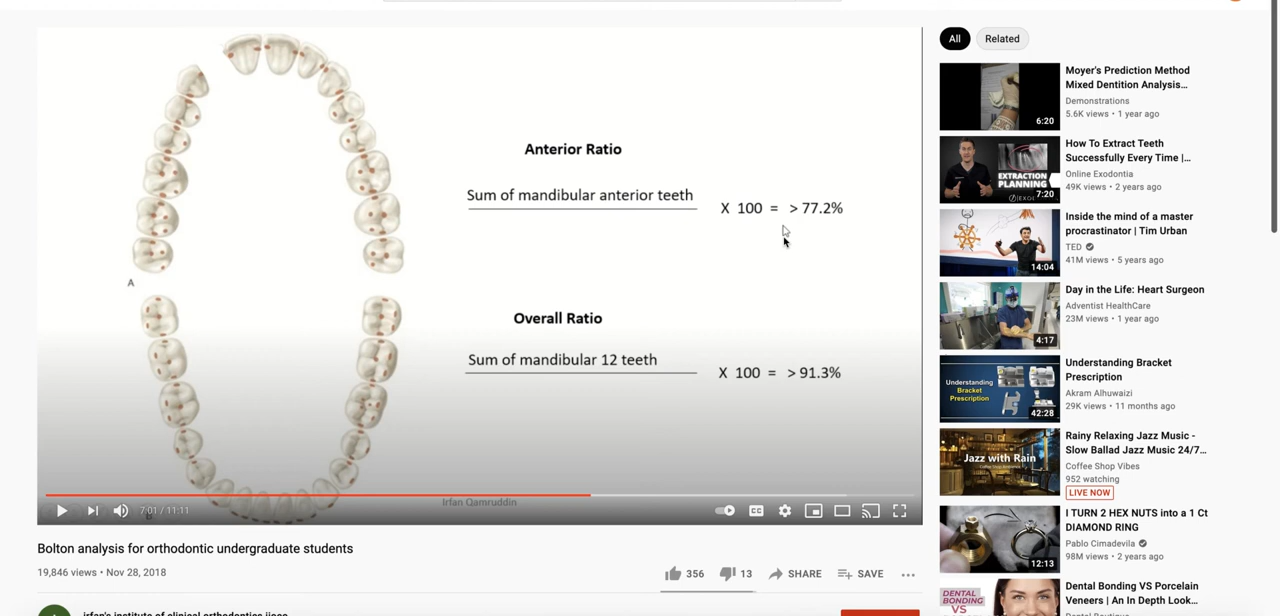 Anterior Ratio
Sum of mandibular anterior teeth
X 100 = > 77.2%
A
Overall Ratio
Sum of mandibular 12 teeth
X 100 = > 91.3%
Irfan Qamruddin
7:01 / 11:11
CC
Bolton analysis for orthodontic undergraduate students
19,846 views • Nov 28, 2018
356
13
SHARE
SAVE
All
Related
6:20
Moyer's Prediction Method
Mixed Dentition Analysis...
Demonstrations
5.6K views • 1 year ago
EXTRACTION
PLANNING
7:20
How To Extract Teeth
Successfully Every Time |...
Online Exodontia
49K views • 2 years ago
14:04
Inside the mind of a master
procrastinator | Tim Urban
TED
41M views • 5 years ago
4:17
Day in the Life: Heart Surgeon
Adventist HealthCare
23M views • 1 year ago
Understanding
Bracket
Prescription
42:28
Understanding Bracket
Prescription
Akram Alhuwaizi
29K views • 11 months ago
Jazz with Rain
Rainy Relaxing Jazz Music -
Slow Ballad Jazz Music 24/7...
Coffee Shop Vibes
952 watching
LIVE NOW
12:13
I TURN 2 HEX NUTS into a 1 Ct
DIAMOND RING
Pablo Cimadevila
98M views • 2 years ago
DENTAL
BONDING
VS
Dental Bonding VS Porcelain
Veneers | An In Depth Look...